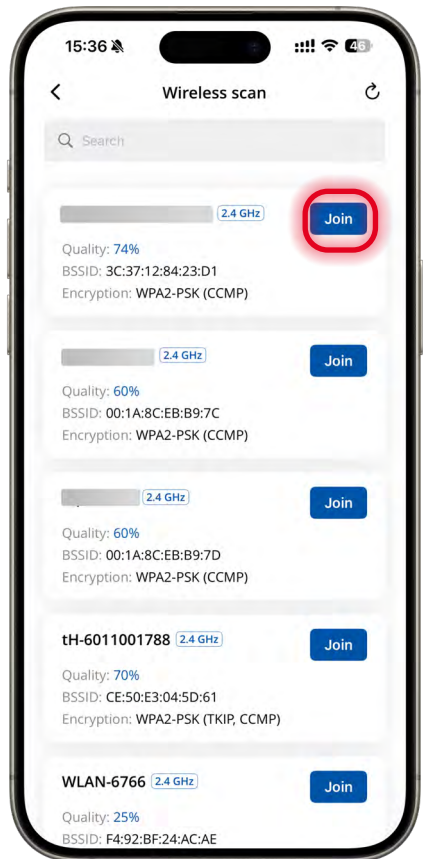 15:36 46
Wireless scan
Search
2.4 GHz Join
Quality: 74%
BSSID: 3C:37:12:84:23:D1
Encryption: WPA2-PSK (CCMP)
2.4 GHz Join
Quality: 60%
BSSID: 00:1A:8C:EB:B9:7C
Encryption: WPA2-PSK (CCMP)
2.4 GHz Join
Quality: 60%
BSSID: 00:1A:8C:EB:B9:7D
Encryption: WPA2-PSK (CCMP)
tH-6011001788 2.4 GHz Join
Quality: 70%
BSSID: CE:50:E3:04:5D:61
Encryption: WPA2-PSK (TKIP, CCMP)
WLAN-6766 2.4 GHz Join
Quality: 25%
BSSID: F4:92:BF:24:AC:AE